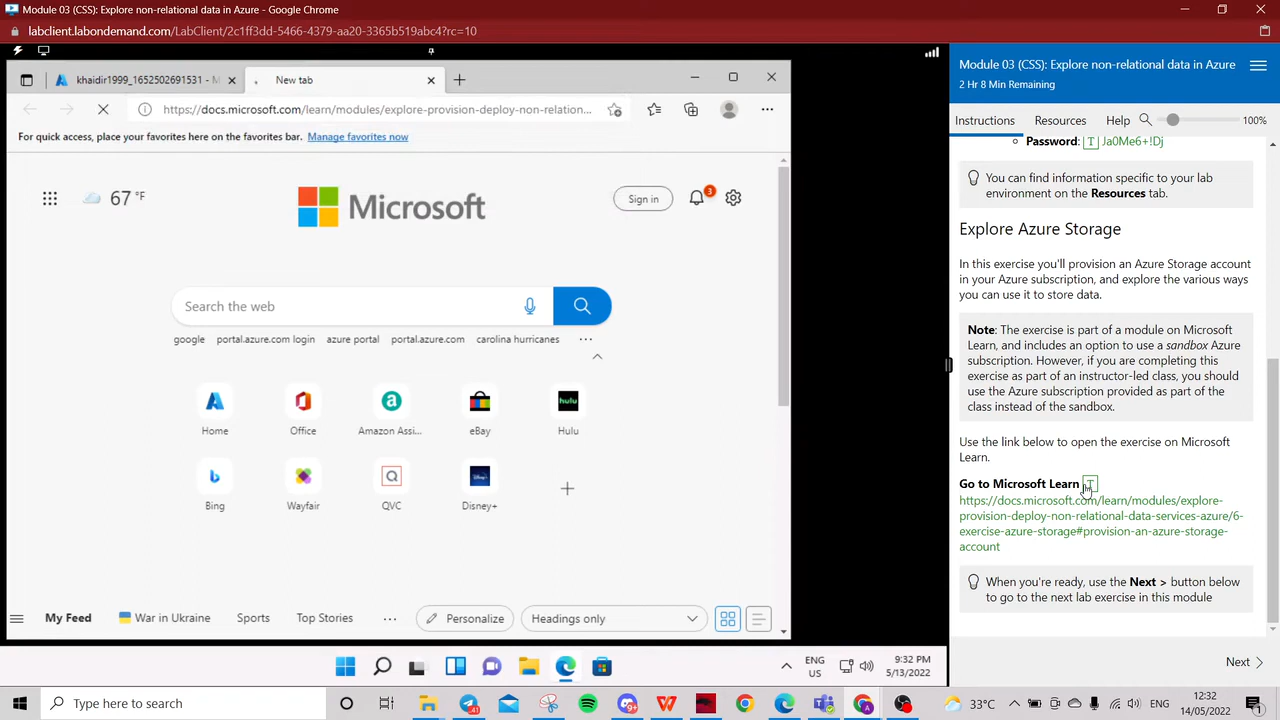 Module 03 (CSS): Explore non-relational data in Azure - Google Chrome
labclient.labondemand.com/LabClient/2c1ff3dd-5466-4379-aa20-3365b519abc4?rc=10
khaidir1999_1652502691531 - M
New tab
https://docs.microsoft.com/learn/modules/explore-provision-deploy-non-relation...
For quick access, place your favorites here on the favorites bar. Manage favorites now
67 °F
Microsoft
Sign in
3
Search the web
google portal.azure.com login azure portal portal.azure.com carolina hurricanes ...
Home Office Amazon Assi... eBay Hulu
a
hulu
Bing Wayfair QVC Disney+
My Feed War in Ukraine Sports Top Stories ... Personalize Headings only
ENG
US
9:32 PM
5/13/2022
Module 03 (CSS): Explore non-relational data in Azure
2 Hr 8 Min Remaining
Instructions Resources Help 100%
Password: T Ja0Me6+!Dj
You can find information specific to your lab
environment on the Resources tab.
Explore Azure Storage
In this exercise you'll provision an Azure Storage account
in your Azure subscription, and explore the various ways
you can use it to store data.
Note: The exercise is part of a module on Microsoft
Learn, and includes an option to use a sandbox Azure
subscription. However, if you are completing this
exercise as part of an instructor-led class, you should
use the Azure subscription provided as part of the
class instead of the sandbox.
Use the link below to open the exercise on Microsoft
Learn.
Go to Microsoft Learn T
https://docs.microsoft.com/learn/modules/explore-
provision-deploy-non-relational-data-services-azure/6-
exercise-azure-storage#provision-an-azure-storage-
account
When you're ready, use the Next > button below
to go to the next lab exercise in this module
Next >
Type here to search
33°C
ENG
12:32
14/05/2022